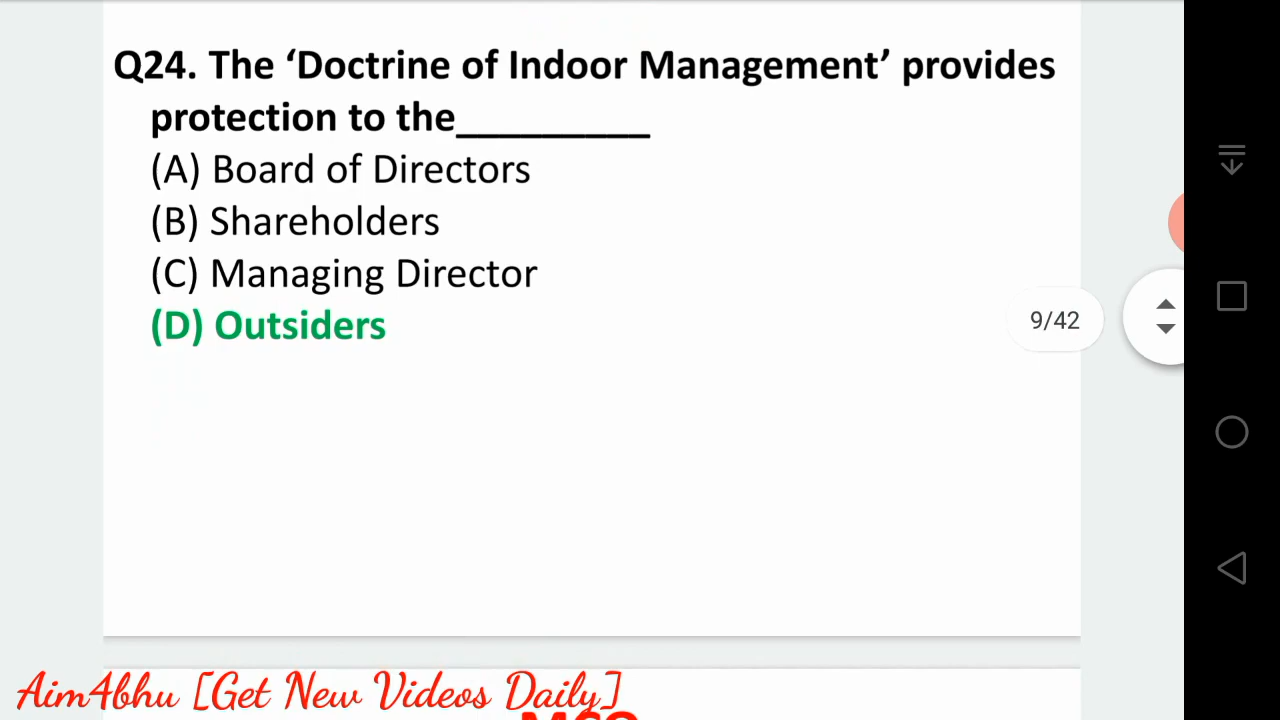 Q24. The ‘Doctrine of Indoor Management’ provides
protection to the_________
(A) Board of Directors
(B) Shareholders
(C) Managing Director
(D) Outsiders
9/42
Aim4bhu [Get New Videos Daily]